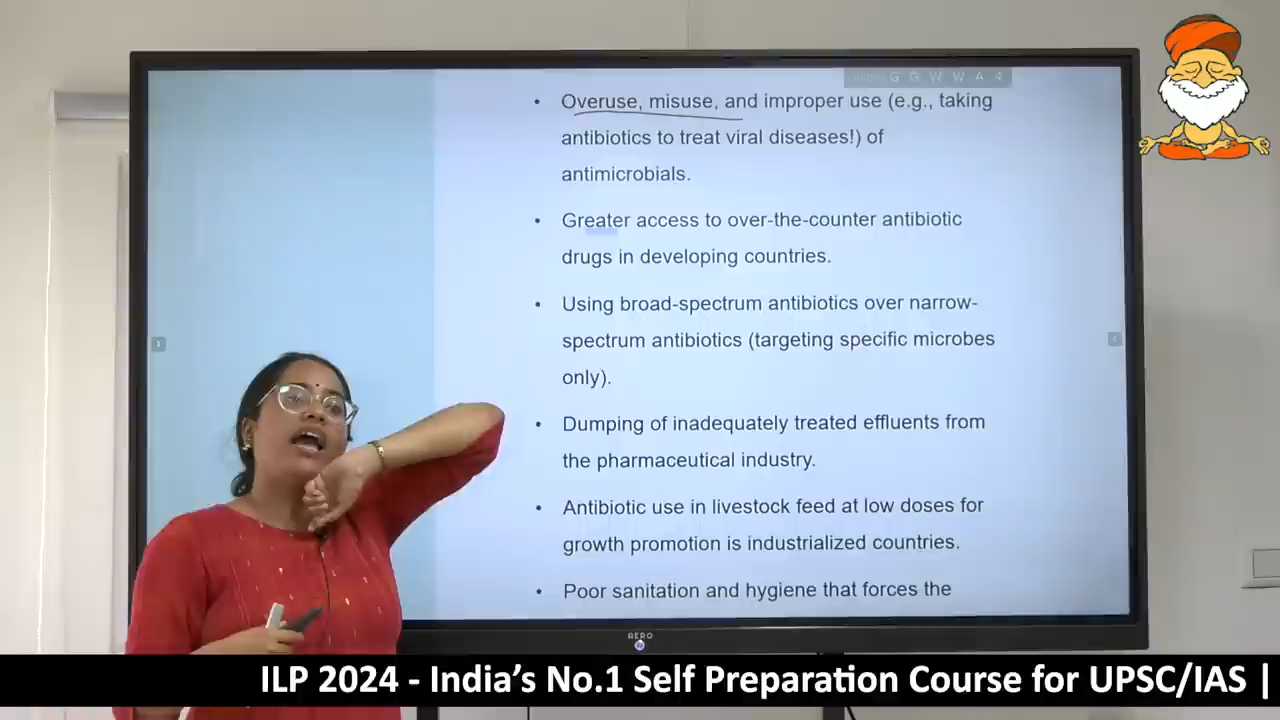 G G W W A 4
• Overuse, misuse, and improper use (e.g., taking
antibiotics to treat viral diseases!) of
antimicrobials.
• Greater access to over-the-counter antibiotic
drugs in developing countries.
• Using broad-spectrum antibiotics over narrow-
spectrum antibiotics (targeting specific microbes
only).
• Dumping of inadequately treated effluents from
the pharmaceutical industry.
• Antibiotic use in livestock feed at low doses for
growth promotion is industrialized countries.
• Poor sanitation and hygiene that forces the
AERO
ILP 2024 - India’s No.1 Self Preparation Course for UPSC/IAS |